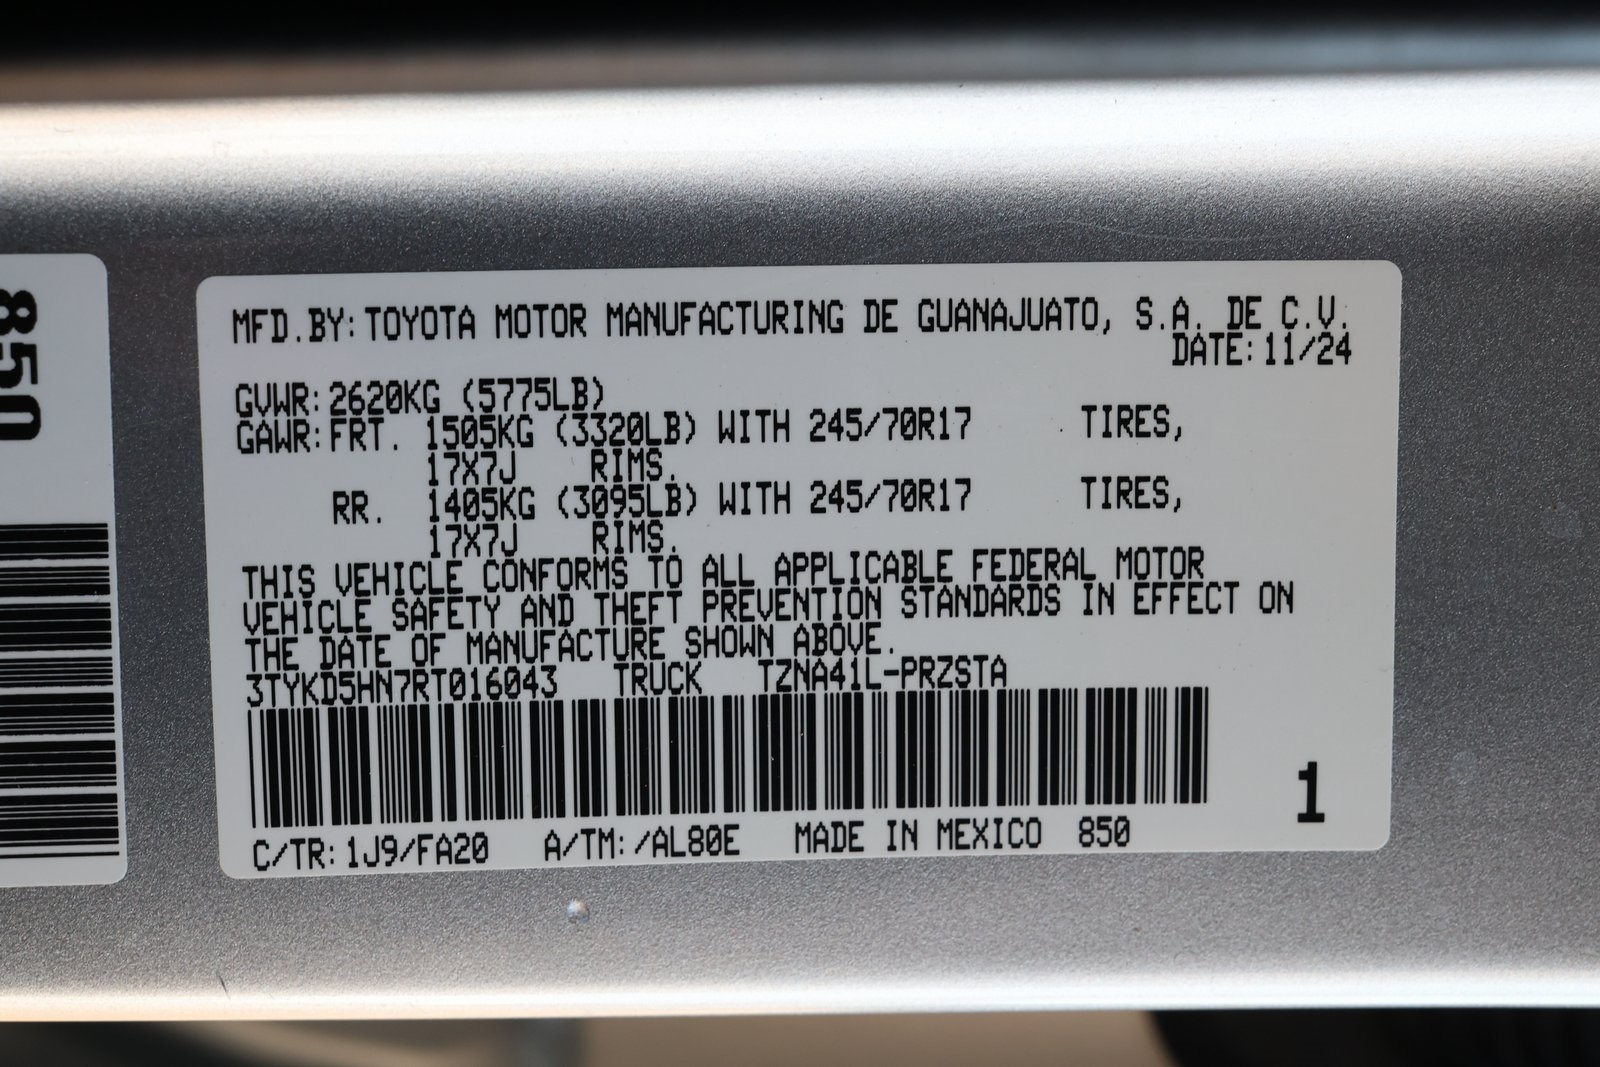 850
MFD.BY: TOYOTA MOTOR MANUFACTURING DE GUANAJUATO, S.A. DE C.V.
DATE: 11/24
GVWR: 2620KG (5775LB)
GAWR: FRT. 1505KG (3320LB) WITH 245/70R17 TIRES,
17X7J RIMS.
RR. 1405KG (3095LB) WITH 245/70R17 TIRES,
17X7J RIMS.
THIS VEHICLE CONFORMS TO ALL APPLICABLE FEDERAL MOTOR
VEHICLE SAFETY AND THEFT PREVENTION STANDARDS IN EFFECT ON
THE DATE OF MANUFACTURE SHOWN ABOVE.
3TYKD5HN7RT016043 TRUCK TZNA41L-PRZSTA
1
C/TR: 1J9/FA20 A/TM: /AL80E MADE IN MEXICO 850